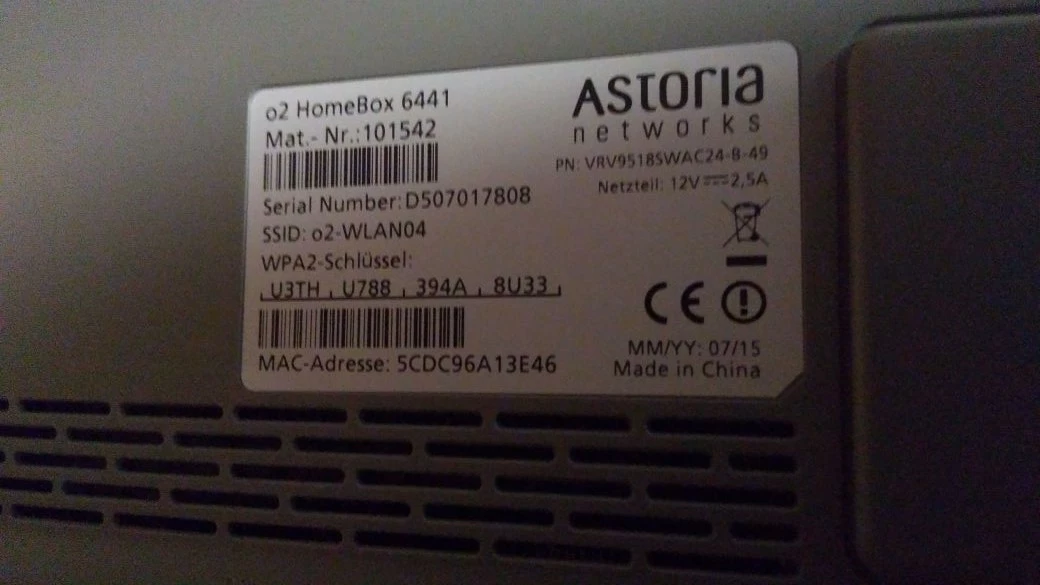 o2 HomeBox 6441
Mat.- Nr.:101542
Serial Number:D507017808
SSID: o2-WLAN04
WPA2-Schlüssel:
U3TH U788 394A 8U33
MAC-Adresse: 5CDC96A13E46
ASTORIA
networks
PN: VRV9518SWAC24-B-49
Netzteil: 12V⎓2,5A
CE
MM/YY: 07/15
Made in China